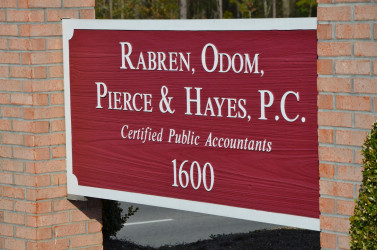 Rabren, Odom,
Pierce & Hayes, P.C.
Certified Public Accountants
1600